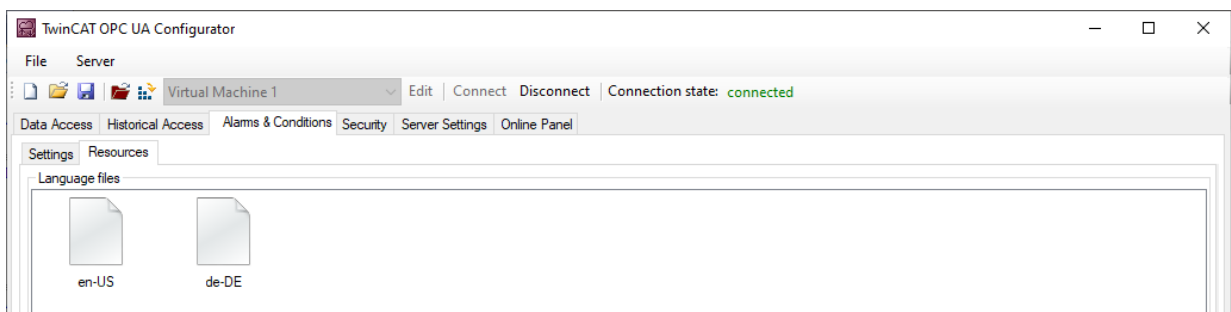 TwinCAT OPC UA Configurator
File Server
Virtual Machine 1 Edit Connect Disconnect Connection state: connected
Data Access Historical Access Alarms & Conditions Security Server Settings Online Panel
Settings Resources
Language files
en-US de-DE